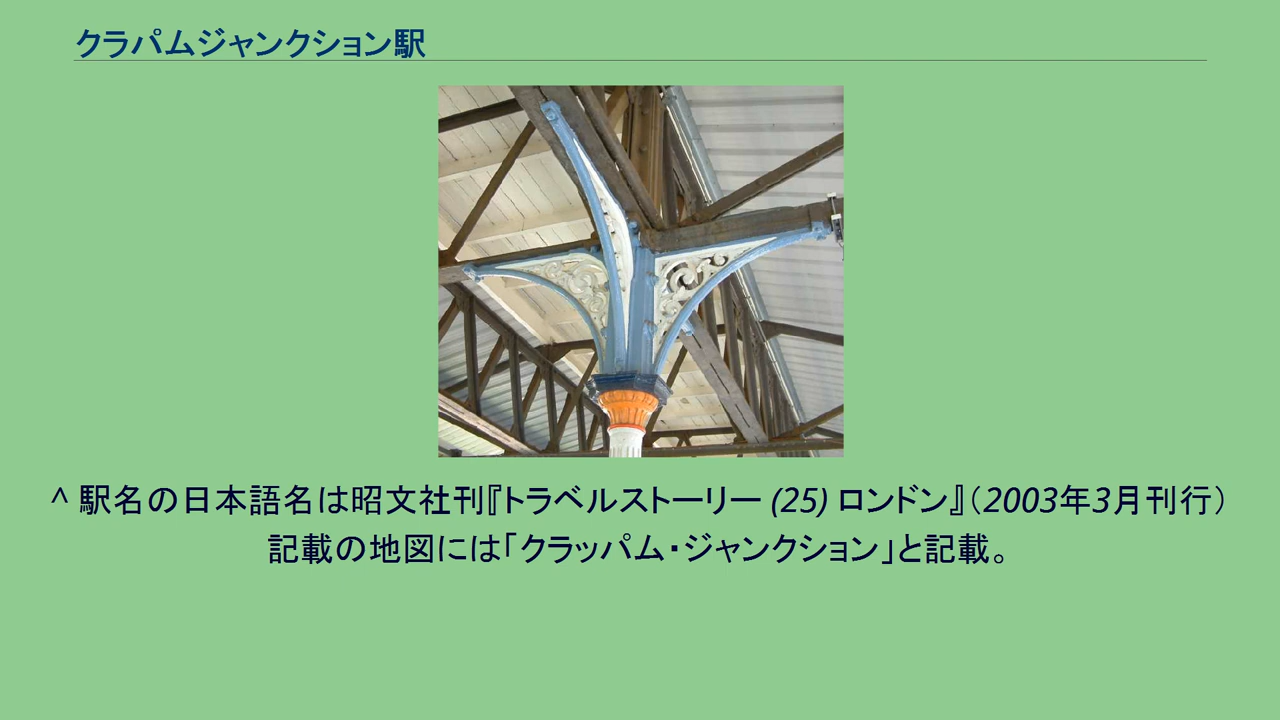 クラパムジャンクション駅
^ 駅名の日本語名は昭文社刊『トラベルストーリー (25) ロンドン』（2003年3月刊行）
記載の地図には「クラッパム・ジャンクション」と記載。